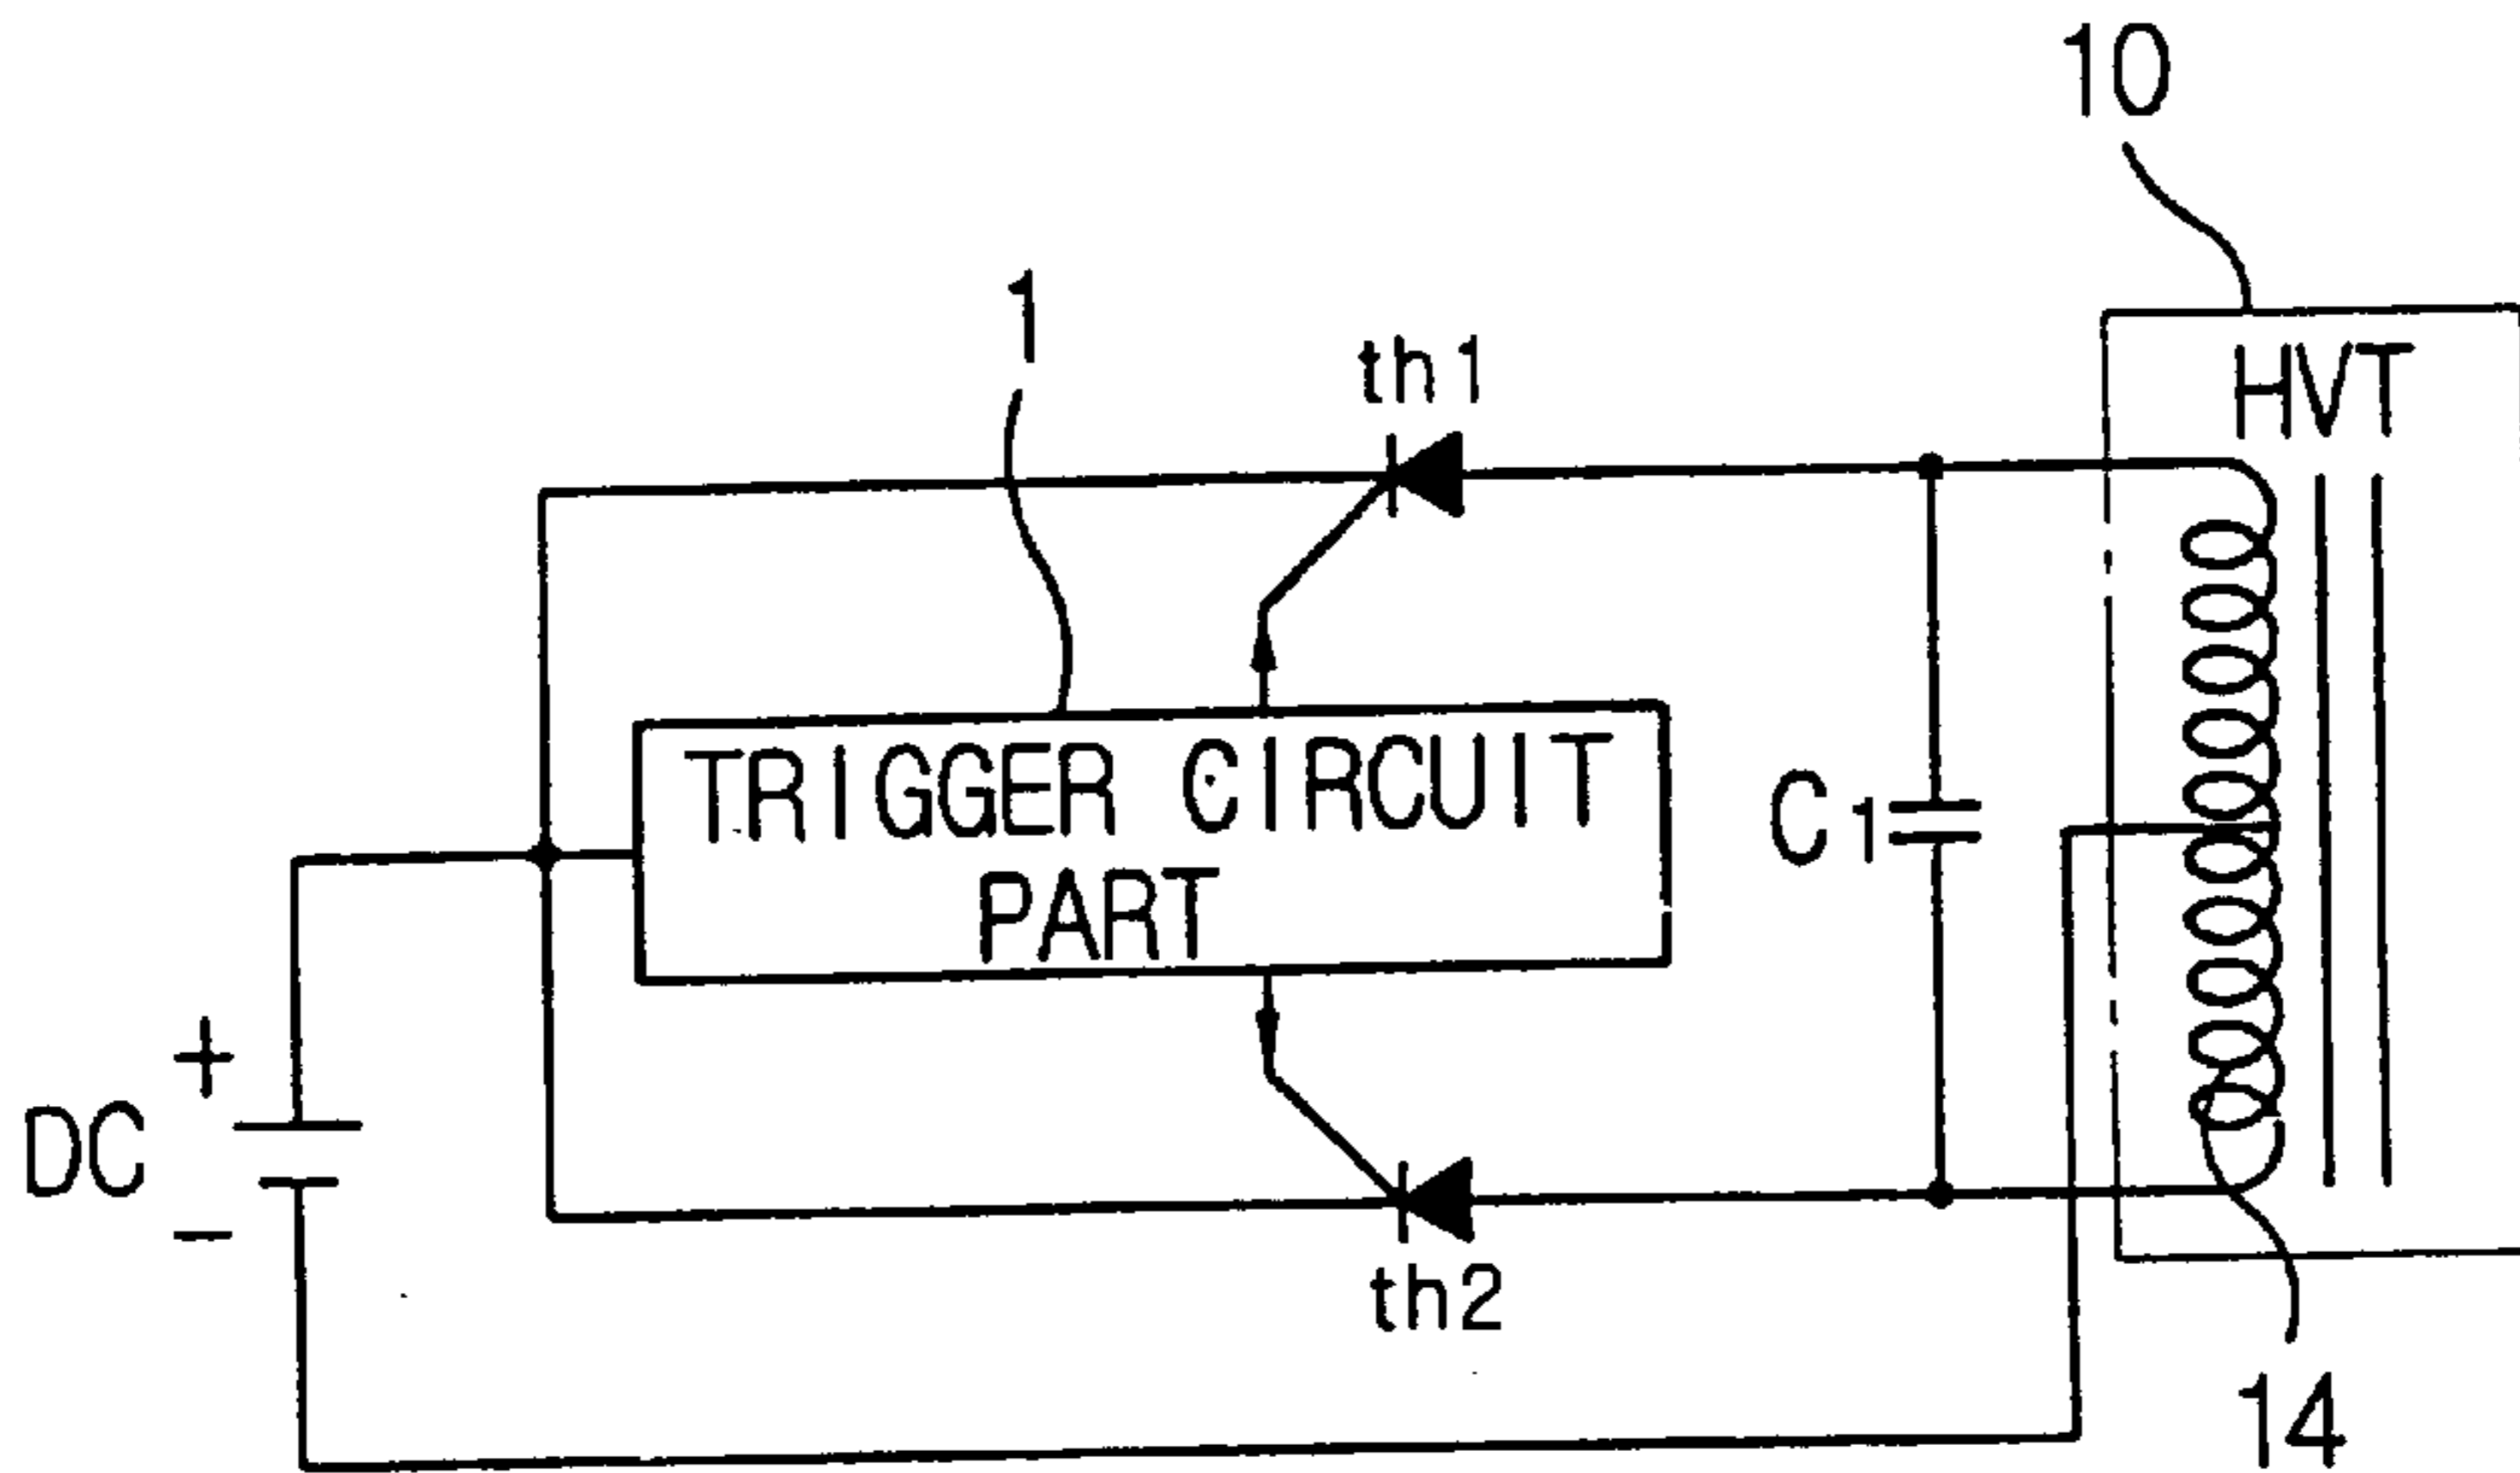 10
1
th1
HVT
TRIGGER CIRCUIT
PART
C1
+
DC
−
th2
14